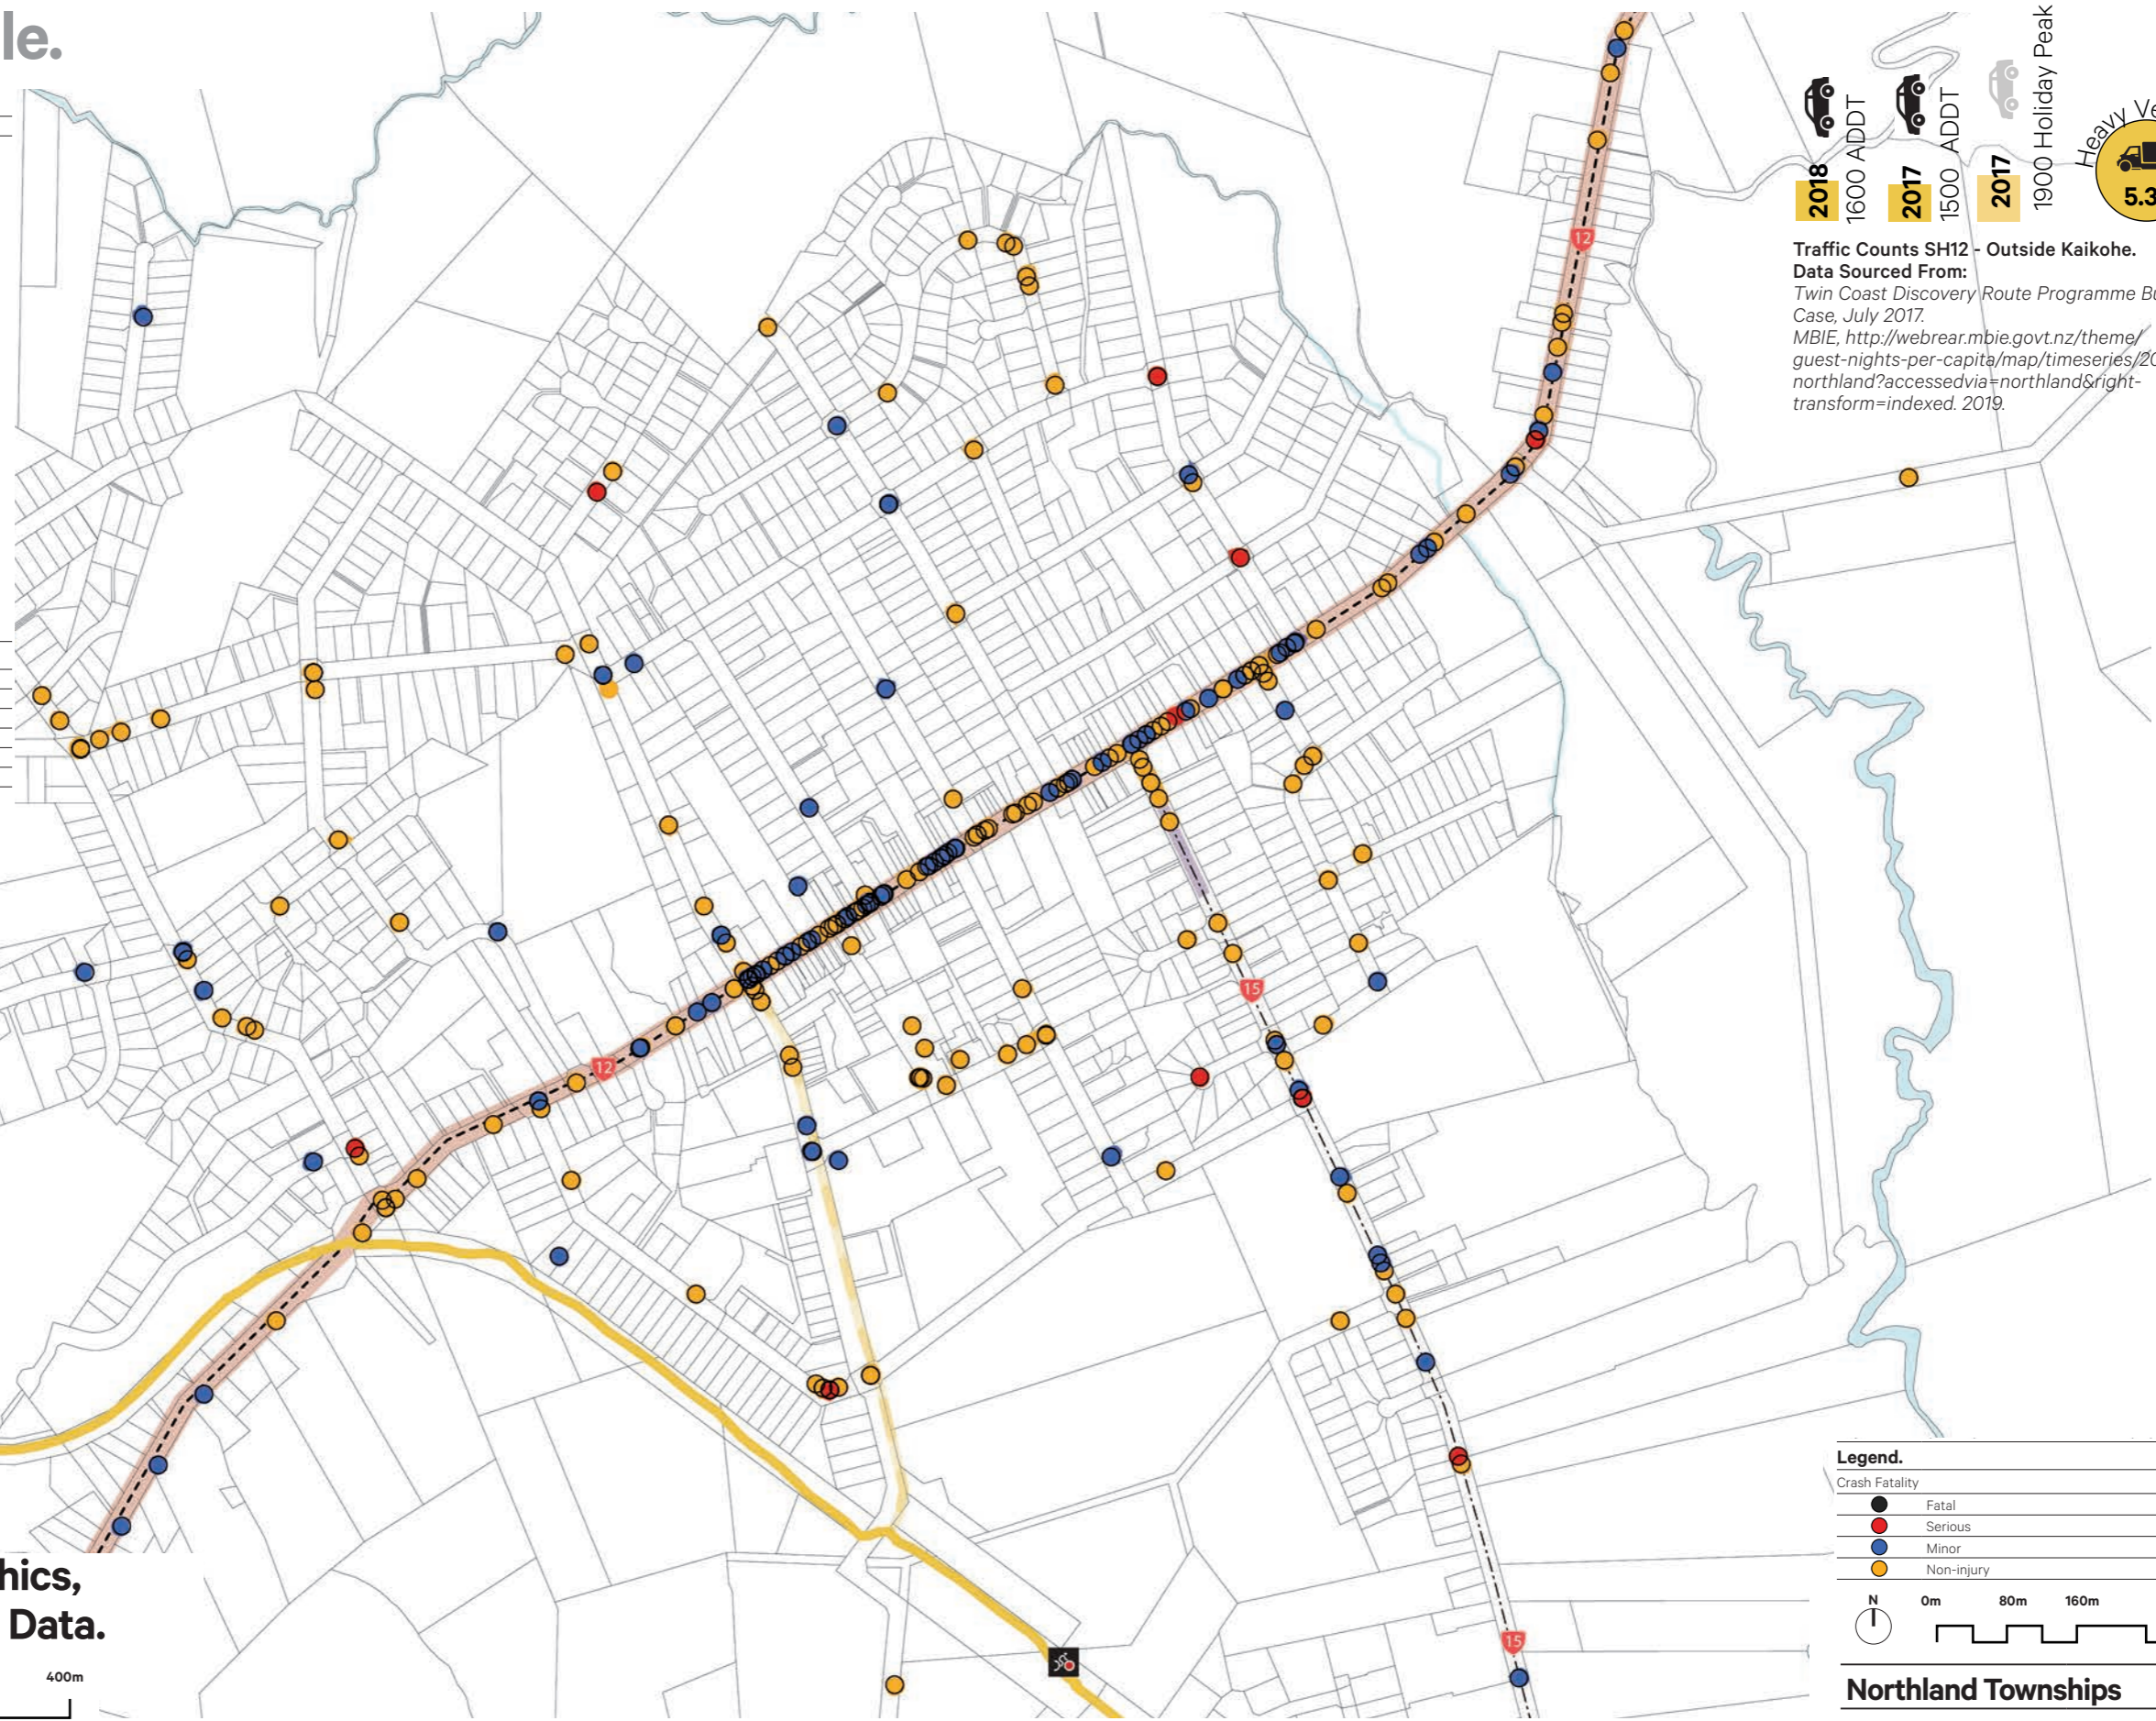 le.
2018
1600 ADDT
2017
1500 ADDT
2017
1900 Holiday Peak
Heavy Ve
5.3
Traffic Counts SH12 - Outside Kaikohe.
Data Sourced From:
Twin Coast Discovery Route Programme Bu
Case, July 2017.
MBIE, http://webrear.mbie.govt.nz/theme/
guest-nights-per-capita/map/timeseries/20
northland?accessedvia=northland&right-
transform=indexed. 2019.
12
15
12
15
Legend.
Crash Fatality
Fatal
Serious
Minor
Non-injury
N
0m 80m 160m
Northland Townships
hics,
Data.
400m